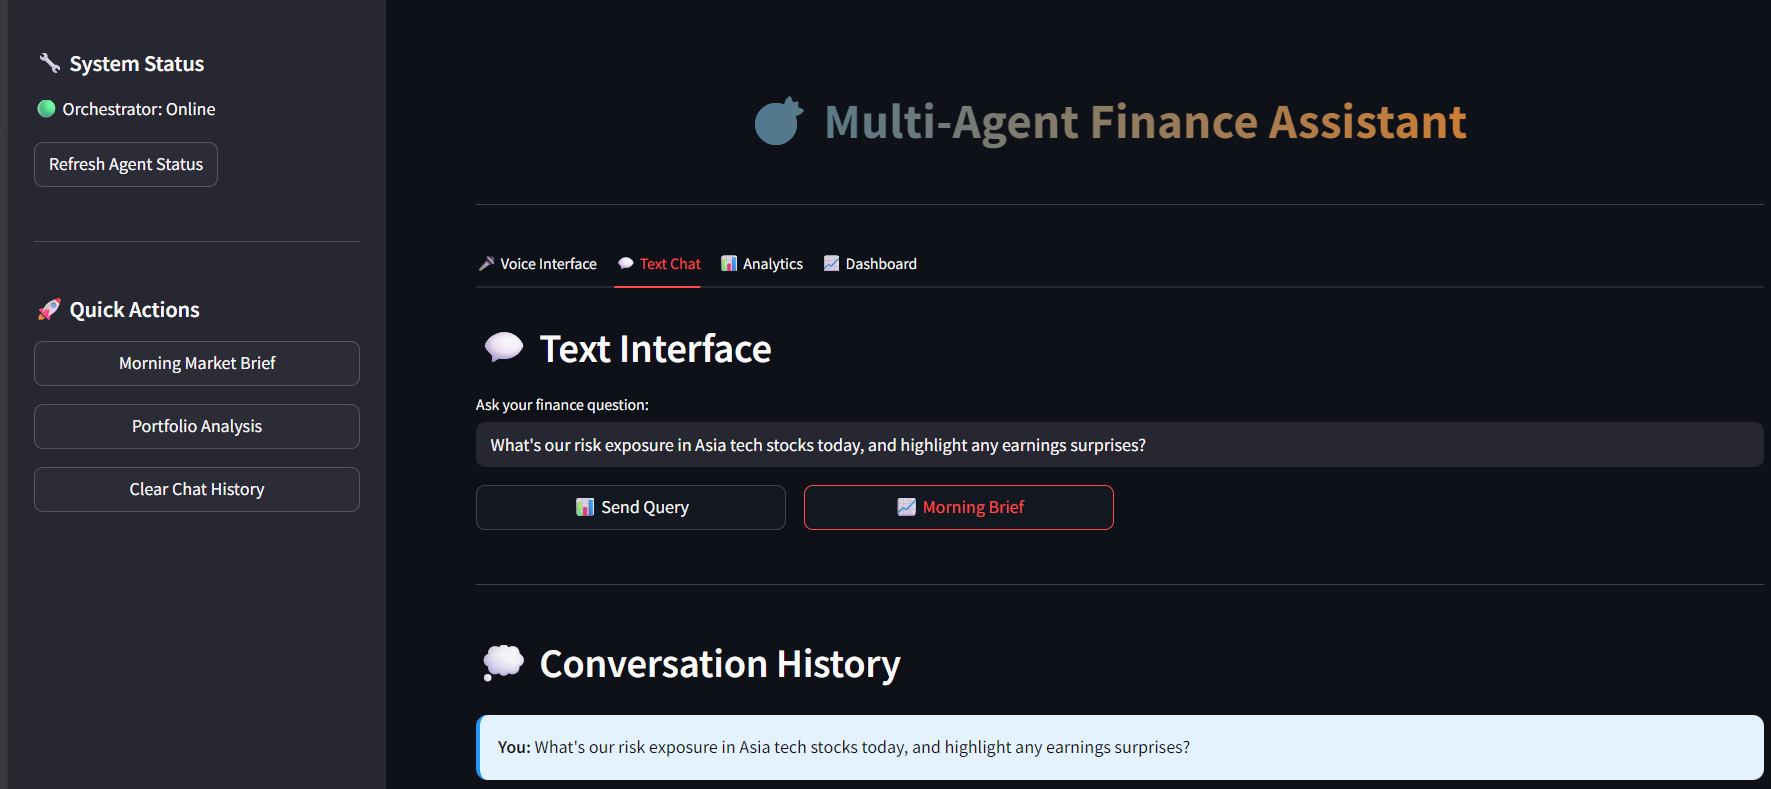 System Status
Orchestrator: Online
Refresh Agent Status
Quick Actions
Morning Market Brief
Portfolio Analysis
Clear Chat History
Multi-Agent Finance Assistant
Voice Interface
Text Chat
Analytics
Dashboard
Text Interface
Ask your finance question:
What's our risk exposure in Asia tech stocks today, and highlight any earnings surprises?
Send Query
Morning Brief
Conversation History
You: What's our risk exposure in Asia tech stocks today, and highlight any earnings surprises?